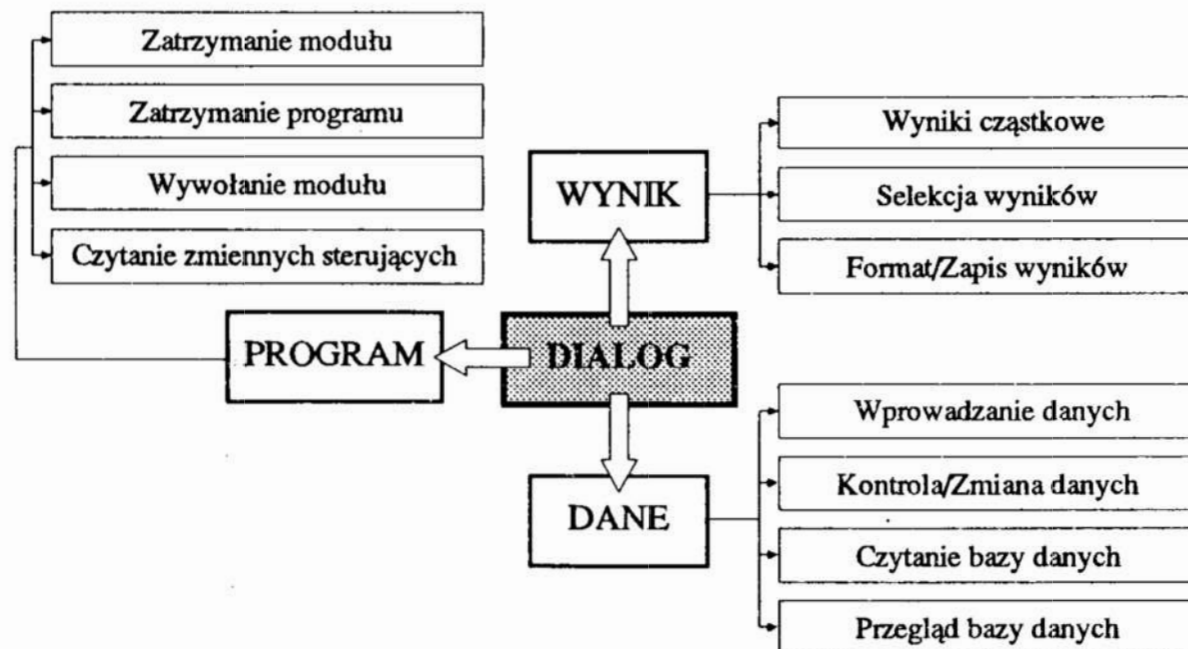 Zatrzymanie modułu
Zatrzymanie programu
Wywołanie modułu
Czytanie zmiennych sterujących
PROGRAM
DIALOG
WYNIK
Wyniki cząstkowe
Selekcja wyników
Format/Zapis wyników
DANE
Wprowadzanie danych
Kontrola/Zmiana danych
Czytanie bazy danych
Przegląd bazy danych